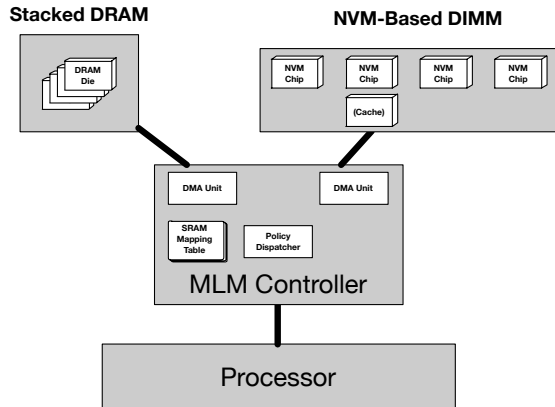 Stacked DRAM
NVM-Based DIMM
DRAM
Die
NVM
Chip
NVM
Chip
NVM
Chip
NVM
Chip
(Cache)
DMA Unit
DMA Unit
SRAM
Mapping
Table
Policy
Dispatcher
MLM Controller
Processor